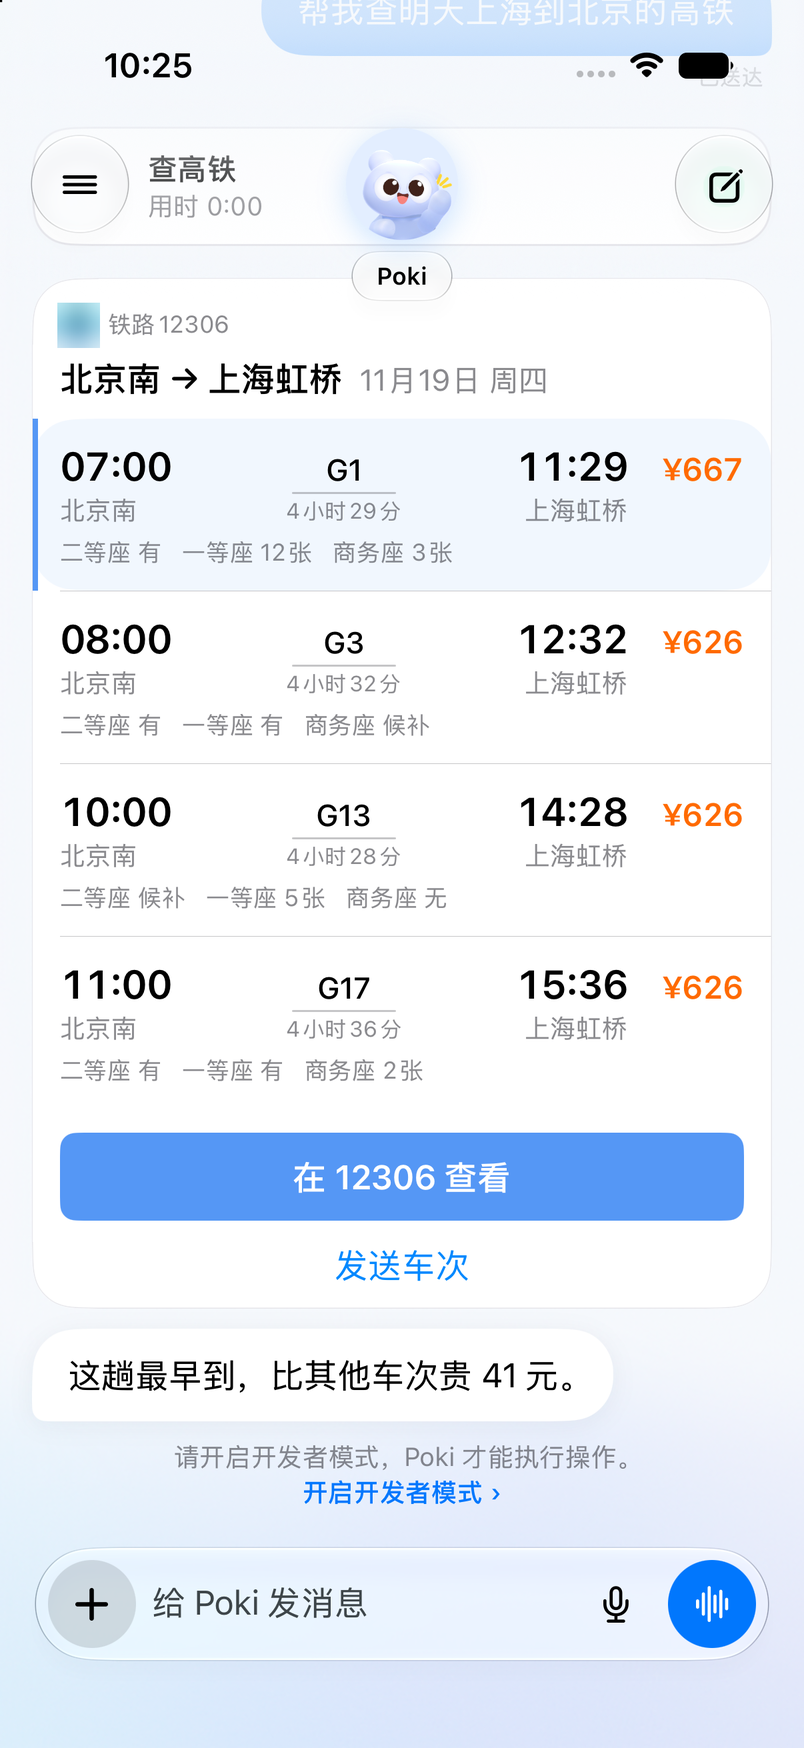 帮我查明天上海到北京的高铁
10:25
已送达
查高铁
用时 0:00
Poki
铁路12306
北京南 → 上海虹桥 11月19日 周四
07:00 G1 11:29 ¥667
北京南 4小时29分 上海虹桥
二等座 有 一等座 12张 商务座 3张
08:00 G3 12:32 ¥626
北京南 4小时32分 上海虹桥
二等座 有 一等座 有 商务座 候补
10:00 G13 14:28 ¥626
北京南 4小时28分 上海虹桥
二等座 候补 一等座 5张 商务座 无
11:00 G17 15:36 ¥626
北京南 4小时36分 上海虹桥
二等座 有 一等座 有 商务座 2张
在 12306 查看
发送车次
这趟最早到，比其他车次贵 41 元。
请开启开发者模式，Poki 才能执行操作。
开启开发者模式 ›
给 Poki 发消息